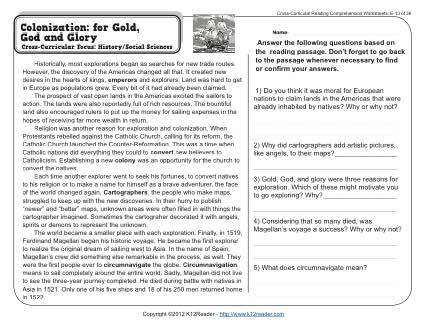 Cross-Curricular Reading Comprehension Worksheets: E-13 of 36
Colonization: for Gold,
God and Glory
Cross-Curricular Focus: History/Social Sciences
Historically, most explorations began as searches for new trade routes.
However, the discovery of the Americas changed all that. It created new
desires in the hearts of kings, emperors and explorers. Land was hard to get
in Europe as populations grew. Every bit of it had already been claimed.
The prospect of vast open lands in the Americas excited the sailors to
action. The lands were also reportedly full of rich resources. The bountiful
land also encouraged rulers to put up the money for sailing expenses in the
hopes of receiving far more wealth in return.
Religion was another reason for exploration and colonization. When
Protestants rebelled against the Catholic Church, calling for its reform, the
Catholic Church launched the Counter-Reformation. This was a time when
Catholic nations did everything they could to convert new believers to
Catholicism. Establishing a new colony was an opportunity for the church to
convert the natives.
Each time another explorer went to seek his fortunes, to convert natives
to his religion or to make a name for himself as a brave adventurer, the face
of the world changed again. Cartographers, the people who make maps,
struggled to keep up with the new discoveries. In their hurry to publish
"newer" and "better" maps, unknown areas were often filled in with things the
cartographer imagined. Sometimes the cartograher decorated it with angels,
spirits or demons to represent the unknown.
The world became a smaller place with each exploration. Finally, in 1519,
Ferdinand Magellan began his historic voyage. He became the first explorer
to realize the original dream of sailing west to Asia. In the name of Spain,
Magellan's crew did something else remarkable in the process, as well. They
were the first people ever to circumnavigate the globe. Circumnavigation
means to sail completely around the entire world. Sadly, Magellan did not live
to see the three-year journey completed. He died during battle with natives in
Asia in 1521. Only one of his five ships and 18 of his 250 men returned home
in 1522.
Name
Answer the following questions based on
the reading passage. Don't forget to go back
to the passage whenever necessary to find
or confirm your answers.
1) Do you think it was moral for European
nations to claim lands in the Americas that were
already inhabited by natives? Why or why not?
2) Why did cartographers add artistic pictures,
like angels, to their maps?
3) Gold, God, and glory were three reasons for
exploration. Which of these might motivate you
to go exploring? Why?
4) Considering that so many died, was
Magellan's voyage a success? Why or why not?
5) What does circumnavigate mean?
Copyright ©2012 K12Reader - http://www.k12reader.com